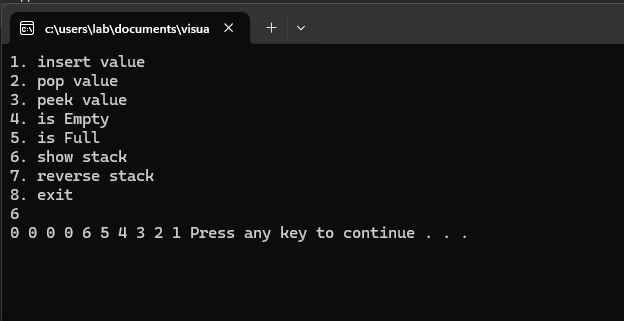 c:\users\lab\documents\visua
1. insert value
2. pop value
3. peek value
4. is Empty
5. is Full
6. show stack
7. reverse stack
8. exit
6
0 0 0 0 6 5 4 3 2 1 Press any key to continue . . .